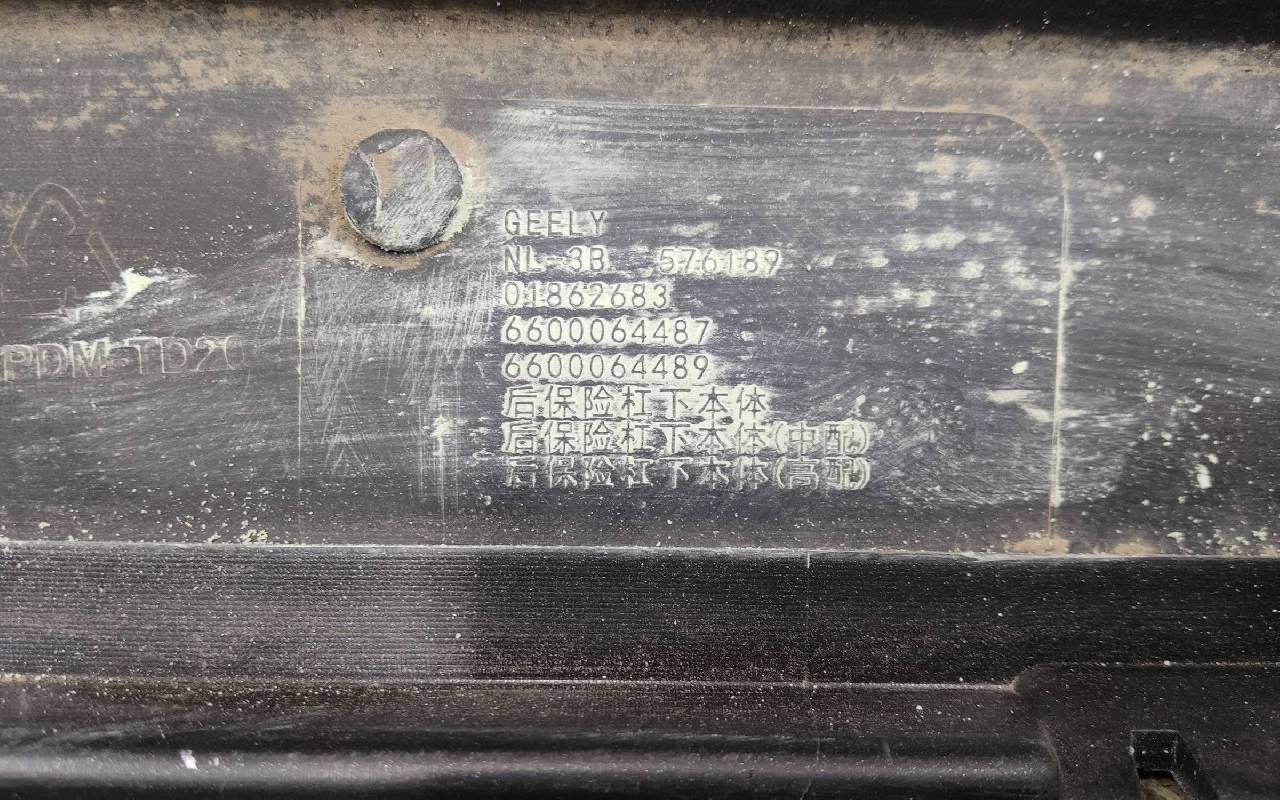 GEELY
NL-3B 576189
01862683
6600064487
6600064489
后保险杠下本体
后保险杠下本体(中配)
后保险杠下本体(高配)
PDM-TD20